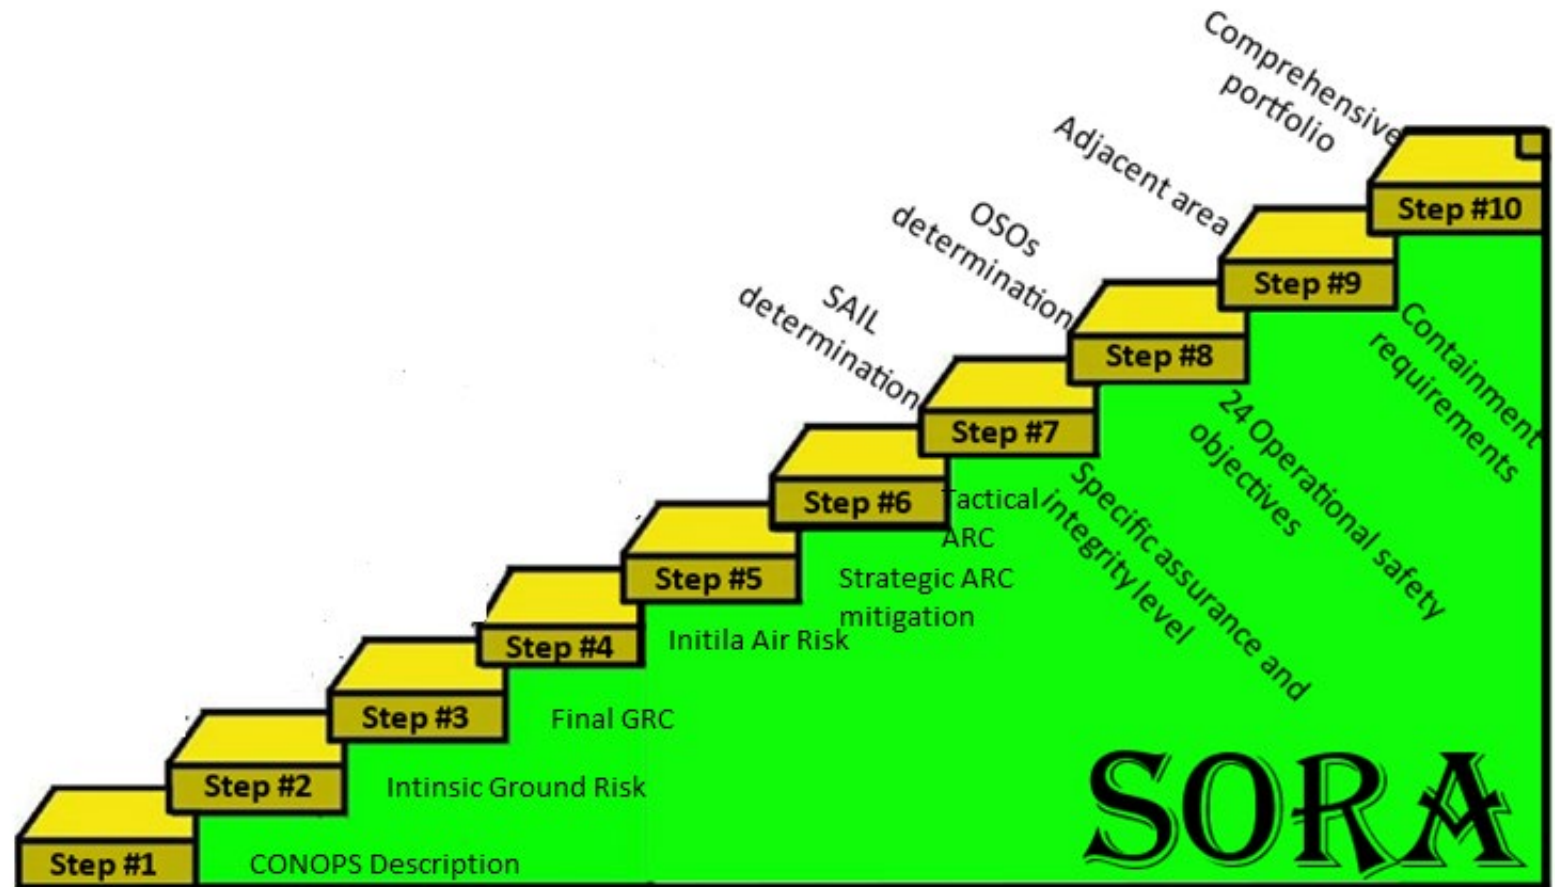 Comprehensive
portfolio
Adjacent area
OSOs
determination
SAIL
determination
Step #10
Step #9
Containment
requirements
Step #8
24 Operational safety
objectives
Step #7
Specific assurance and
integrity level
Step #6
Tactical
ARC
Step #5
Strategic ARC
mitigation
Step #4
Initila Air Risk
Step #3
Final GRC
Step #2
Intinsic Ground Risk
Step #1
CONOPS Description
SORA